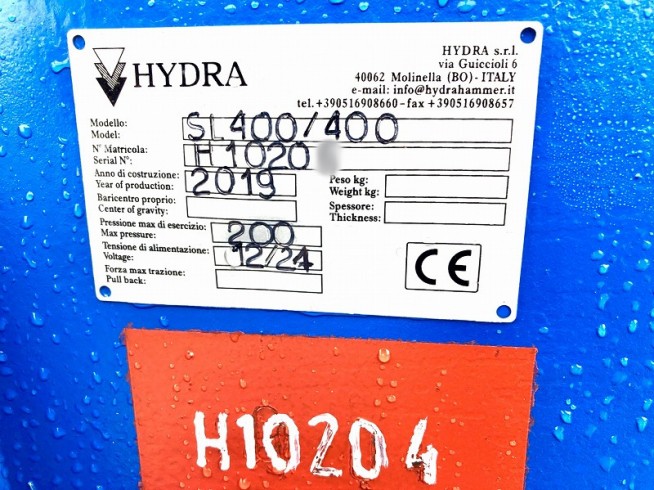 HYDRA
HYDRA s.r.l.
via Guiccioli 6
40062 Molinella (BO) - ITALY
e-mail: info@hydrahammer.it
tel.+390516908660-fax +390516908657
Modello:
Model:
SL400/400
N° Matricola:
Serial N°:
H1020
Anno di costruzione:
Year of production:
2019
Peso kg:
Weight kg:
Baricentro proprio:
Center of gravity:
Spessore:
Thickness:
Pressione max di esercizio:
Max pressure:
200
Tensione di alimentazione:
Voltage:
12/24
Forza max trazione:
Pull back:
CE
H10204